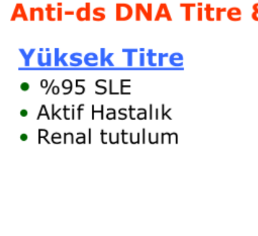 Anti-ds DNA Titre &
Yüksek Titre
• %95 SLE
• Aktif Hastalık
• Renal tutulum